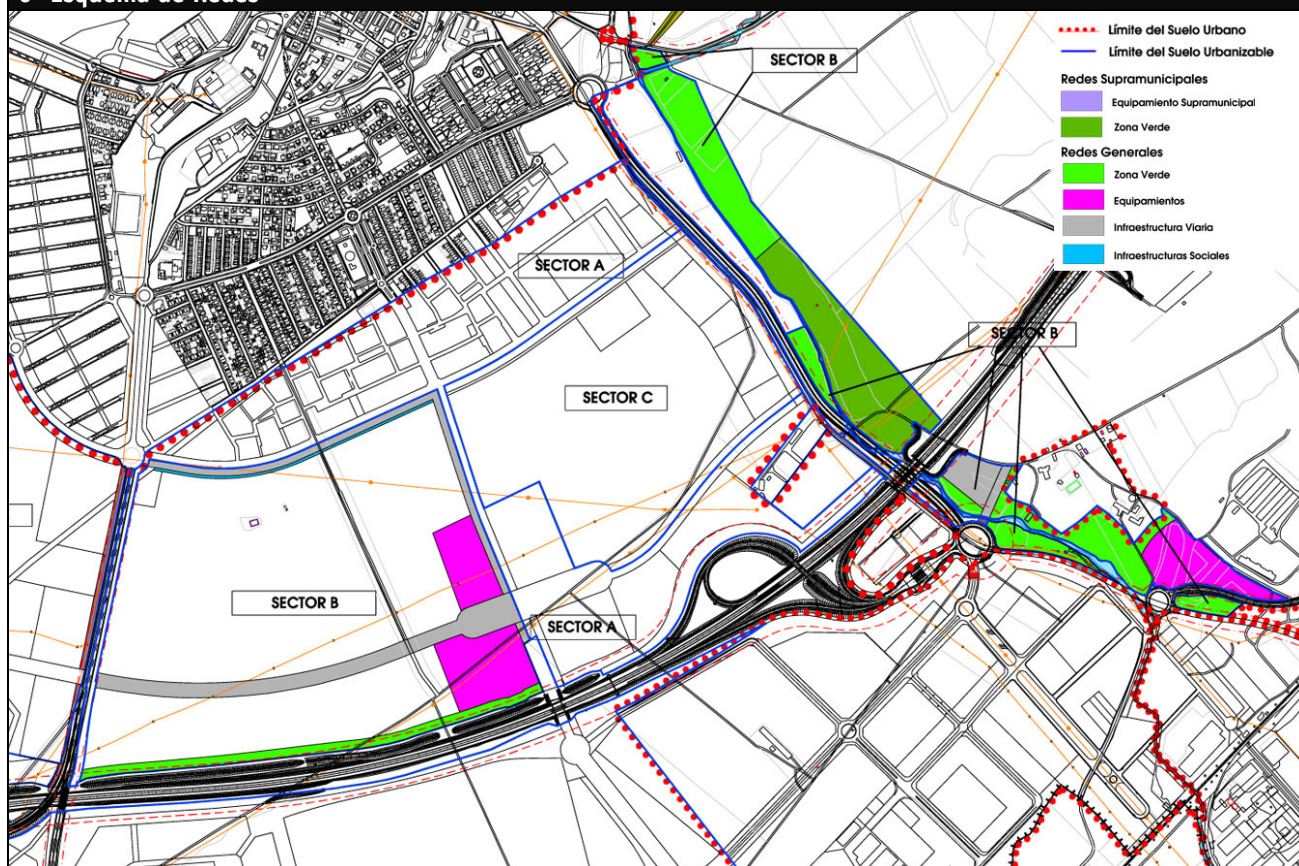 Esquema de Redes
Límite del Suelo Urbano
Límite del Suelo Urbanizable
Redes Supramunicipales
Equipamiento Supramunicipal
Zona Verde
Redes Generales
Zona Verde
Equipamientos
Infraestructura Viaria
Infraestructuras Sociales
SECTOR B
SECTOR A
SECTOR B
SECTOR C
SECTOR B
SECTOR A